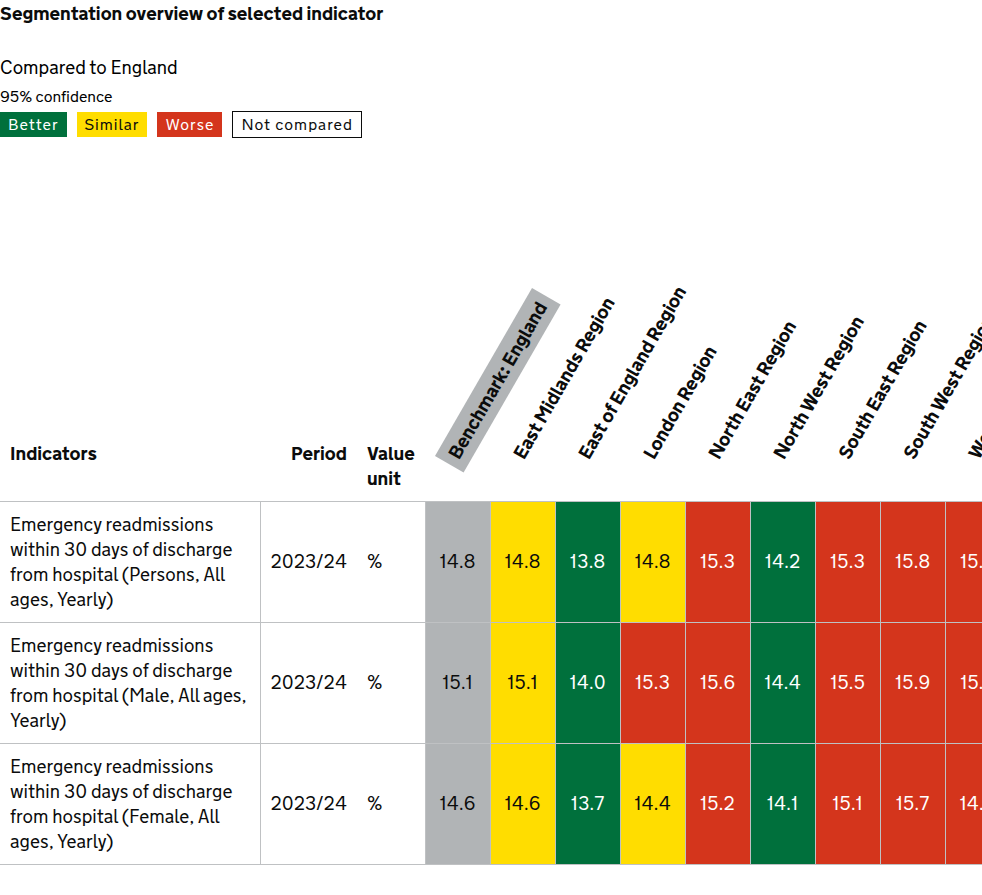 Segmentation overview of selected indicator
Compared to England
95% confidence
Better Similar Worse Not compared
Benchmark: England
East Midlands Region
East of England Region
London Region
North East Region
North West Region
South East Region
South West Regio
Indicators Period Value unit
Emergency readmissions
within 30 days of discharge
from hospital (Persons, All
ages, Yearly)
2023/24 % 14.8 14.8 13.8 14.8 15.3 14.2 15.3 15.8 15.
Emergency readmissions
within 30 days of discharge
from hospital (Male, All ages,
Yearly)
2023/24 % 15.1 15.1 14.0 15.3 15.6 14.4 15.5 15.9 15.
Emergency readmissions
within 30 days of discharge
from hospital (Female, All
ages, Yearly)
2023/24 % 14.6 14.6 13.7 14.4 15.2 14.1 15.1 15.7 14.